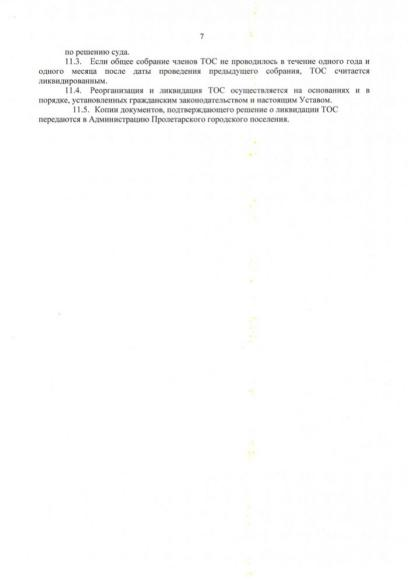 7
по решению суда.
11.3. Если общее собрание членов ТОС не проводилось в течение одного года и
одного месяца после даты проведения предыдущего собрания, ТОС считается
ликвидированным.
11.4. Реорганизация и ликвидация ТОС осуществляется на основаниях и в
порядке, установленных гражданским законодательством и настоящим Уставом.
11.5. Копии документов, подтверждающего решение о ликвидации ТОС
передаются в Администрацию Пролетарского городского поселения.